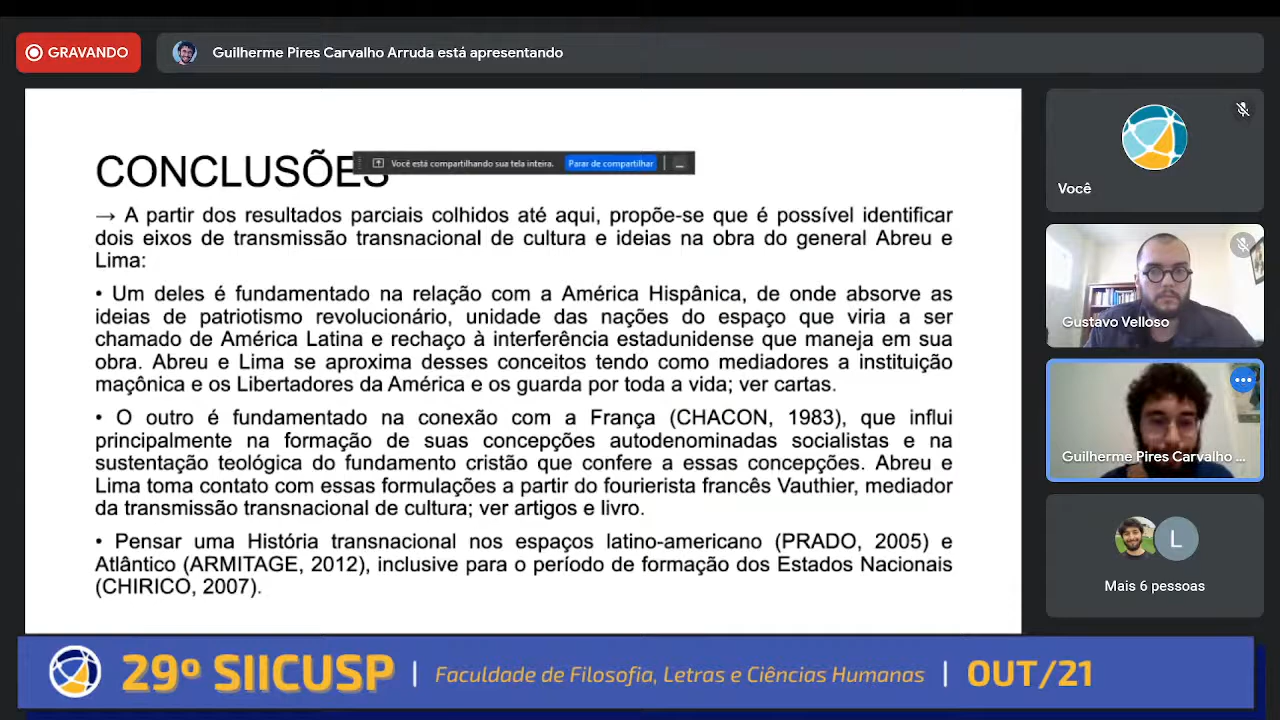 GRAVANDO
Guilherme Pires Carvalho Arruda está apresentando
CONCLUSÕES
Você está compartilhando sua tela inteira.
Parar de compartilhar
→ A partir dos resultados parciais colhidos até aqui, propõe-se que é possível identificar
dois eixos de transmissão transnacional de cultura e ideias na obra do general Abreu e
Lima:
• Um deles é fundamentado na relação com a América Hispânica, de onde absorve as
ideias de patriotismo revolucionário, unidade das nações do espaço que viria a ser
chamado de América Latina e rechaço à interferência estadunidense que maneja em sua
obra. Abreu e Lima se aproxima desses conceitos tendo como mediadores a instituição
maçônica e os Libertadores da América e os guarda por toda a vida; ver cartas.
• O outro é fundamentado na conexão com a França (CHACON, 1983), que influi
principalmente na formação de suas concepções autodenominadas socialistas e na
sustentação teológica do fundamento cristão que confere a essas concepções. Abreu e
Lima toma contato com essas formulações a partir do fourierista francês Vauthier, mediador
da transmissão transnacional de cultura; ver artigos e livro.
• Pensar uma História transnacional nos espaços latino-americano (PRADO, 2005) e
Atlântico (ARMITAGE, 2012), inclusive para o período de formação dos Estados Nacionais
(CHIRICO, 2007).
Você
Gustavo Velloso
Guilherme Pires Carvalho ...
L
Mais 6 pessoas
29º SIICUSP | Faculdade de Filosofia, Letras e Ciências Humanas | OUT/21